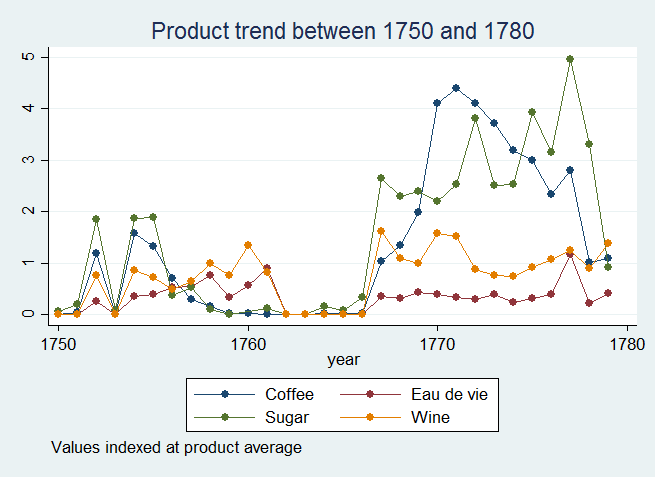 Product trend between 1750 and 1780
5
4
3
2
1
0
1750 1760 1770 1780
year
Coffee Eau de vie
Sugar Wine
Values indexed at product average